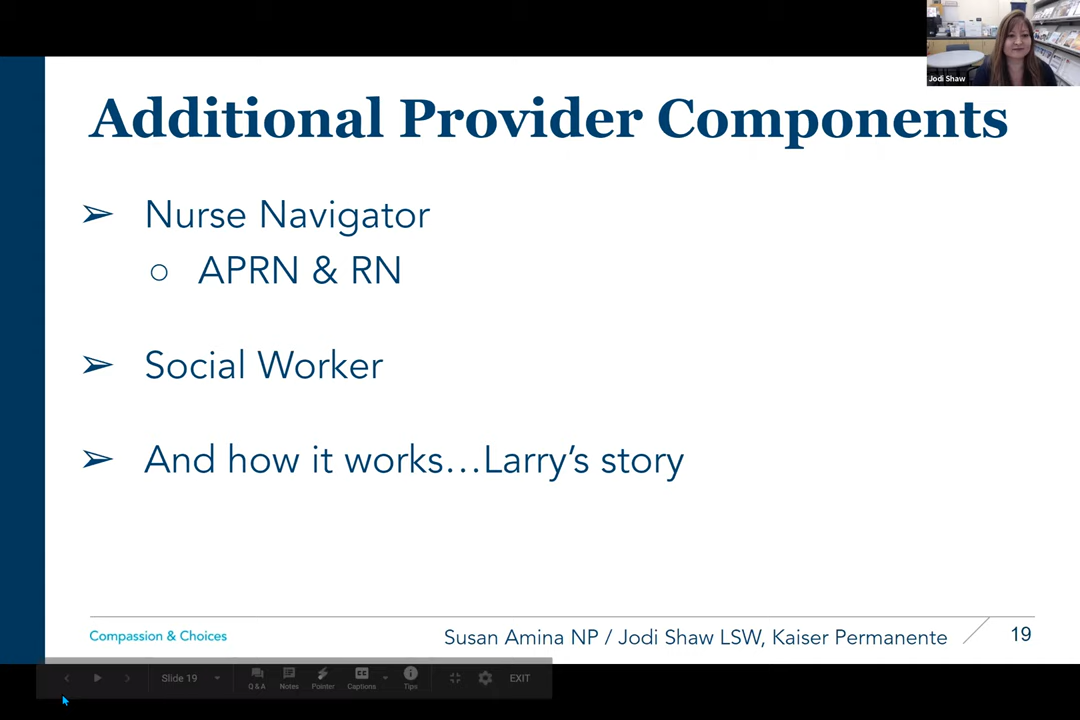 Jodi Shaw
Additional Provider Components
➢ Nurse Navigator
○ APRN & RN
➢ Social Worker
➢ And how it works…Larry’s story
Compassion & Choices
Susan Amina NP / Jodi Shaw LSW, Kaiser Permanente
19
Slide 19
Q & A
Notes
Pointer
Captions
Tips
EXIT